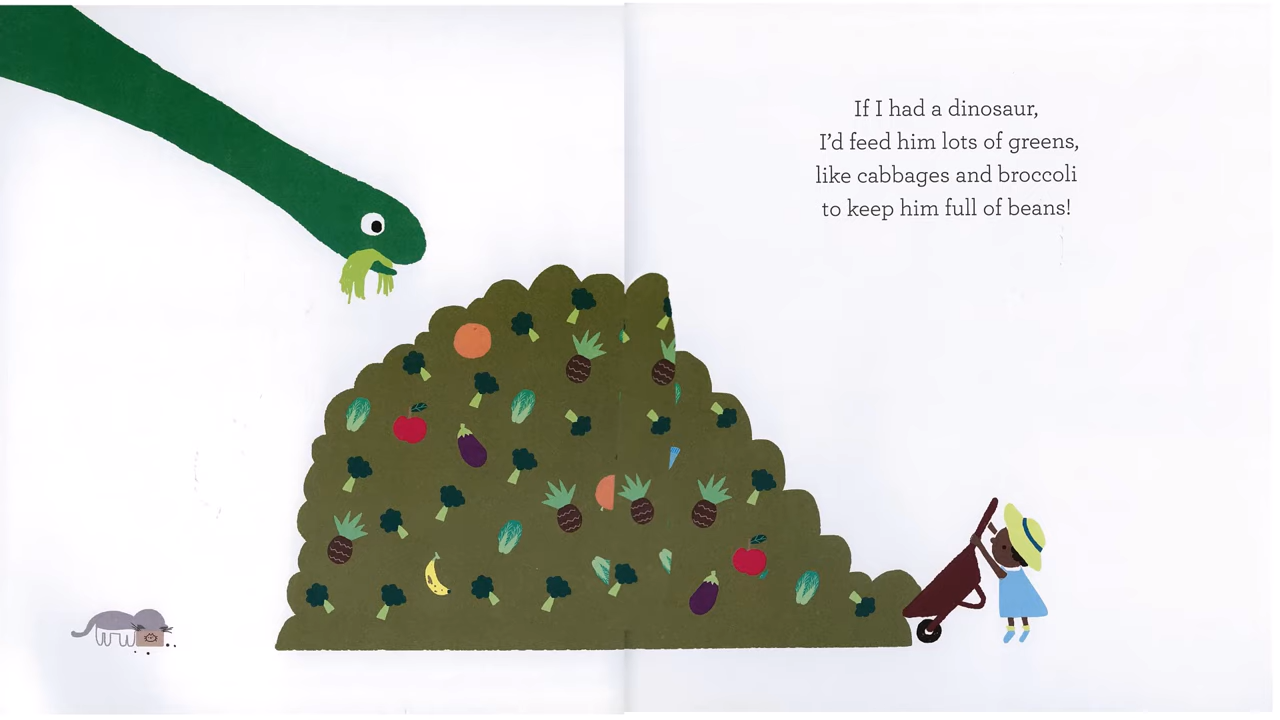 If I had a dinosaur,
I’d feed him lots of greens,
like cabbages and broccoli
to keep him full of beans!